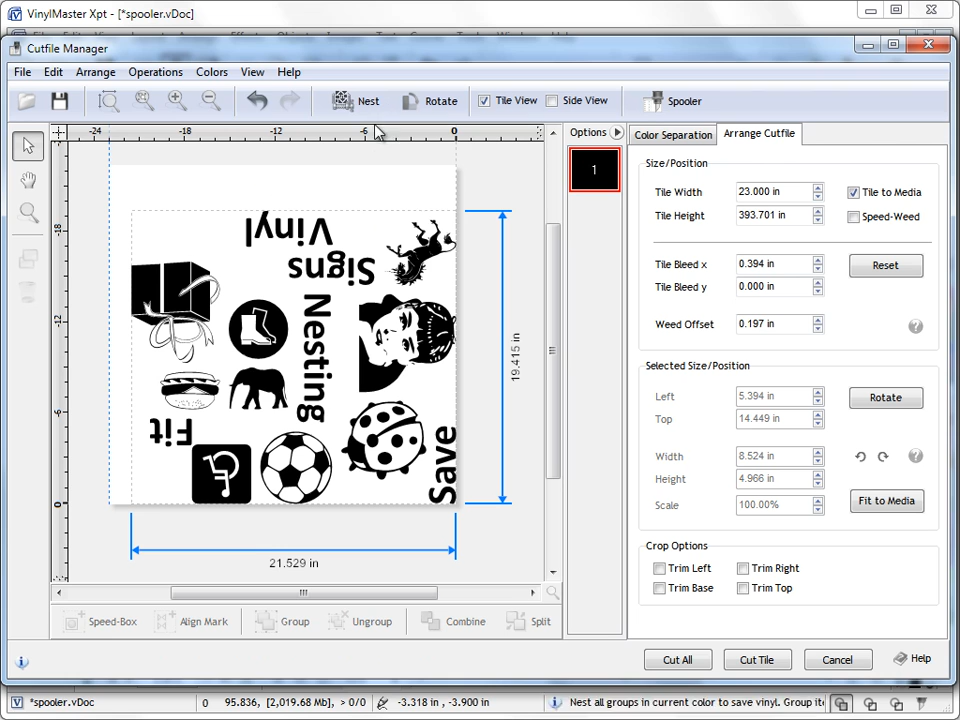 VinylMaster Xpt - [*spooler.vDoc]
Cutfile Manager
File Edit Arrange Operations Colors View Help
Nest Rotate Tile View Side View Spooler
-24 -18 -12 -6 0
Options
1
Color Separation Arrange Cutfile
Size/Position
Tile Width 23.000 in Tile to Media
Tile Height 393.701 in Speed-Weed
Tile Bleed x 0.394 in Reset
Tile Bleed y 0.000 in
Weed Offset 0.197 in
Selected Size/Position
Left 5.394 in Rotate
Top 14.449 in
Width 8.524 in
Height 4.966 in
Scale 100.00% Fit to Media
Crop Options
Trim Left Trim Right
Trim Base Trim Top
-18
-12
-6
0
Vinyl
Signs
Nesting
Fit
Save
19.415 in
21.529 in
Speed-Box Align Mark Group Ungroup Combine Split
Cut All Cut Tile Cancel Help
*spooler.vDoc 0 95.836, [2,019.68 Mb], > 0/0 -3.318 in , -3.900 in Nest all groups in current color to save vinyl. Group ite